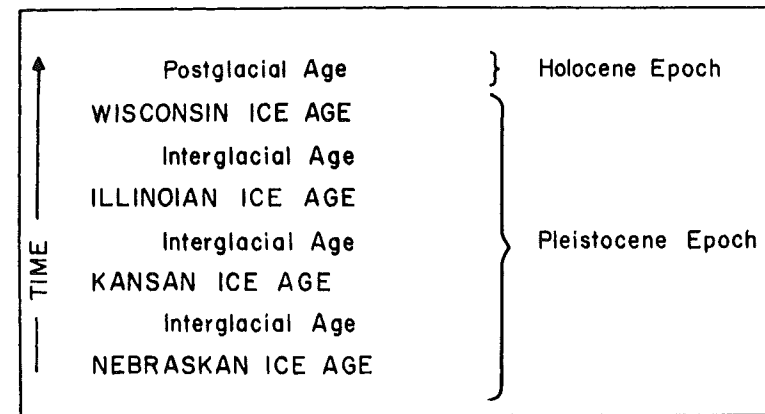 Postglacial Age } Holocene Epoch
WISCONSIN ICE AGE
Interglacial Age
ILLINOIAN ICE AGE
Interglacial Age
Pleistocene Epoch
KANSAN ICE AGE
Interglacial Age
NEBRASKAN ICE AGE
TIME